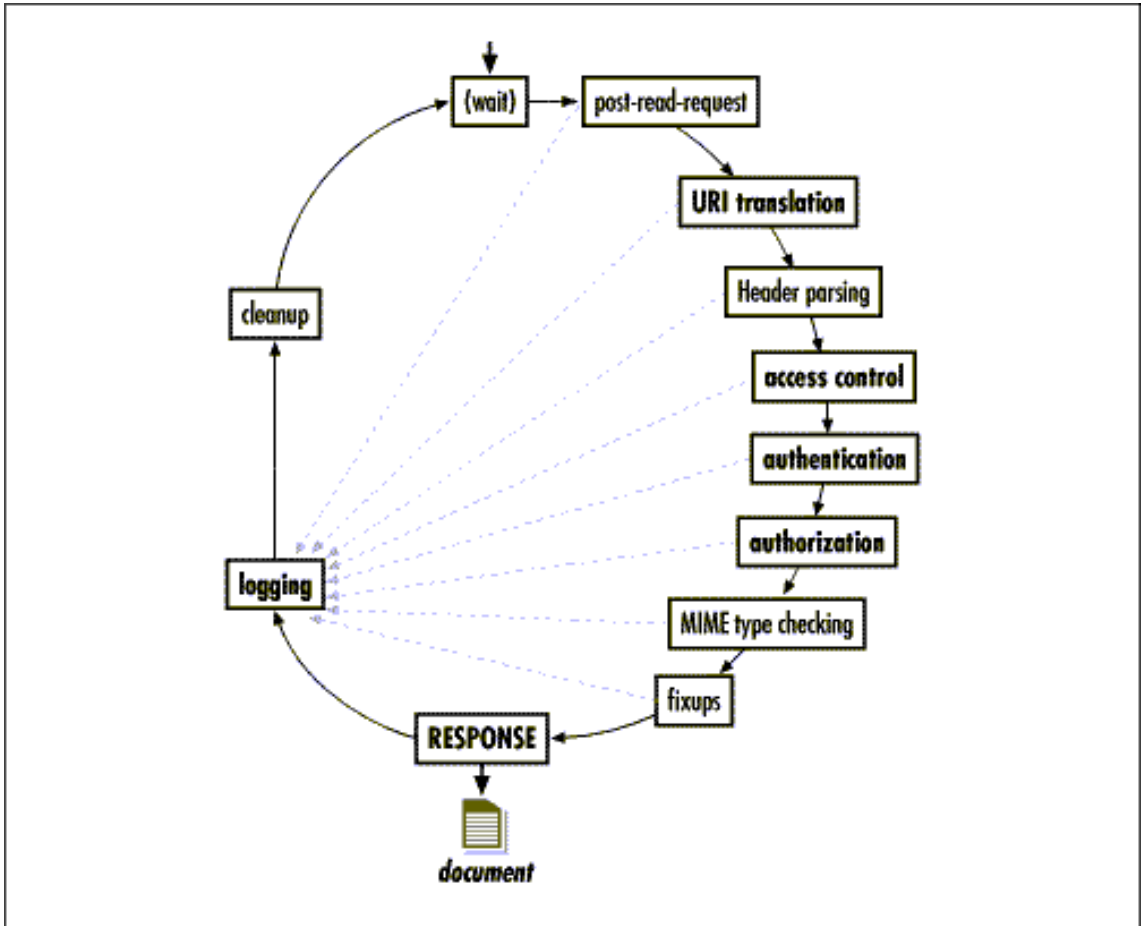 (wait)
post-read-request
URI translation
Header parsing
access control
authentication
authorization
MIME type checking
fixups
RESPONSE
document
logging
cleanup